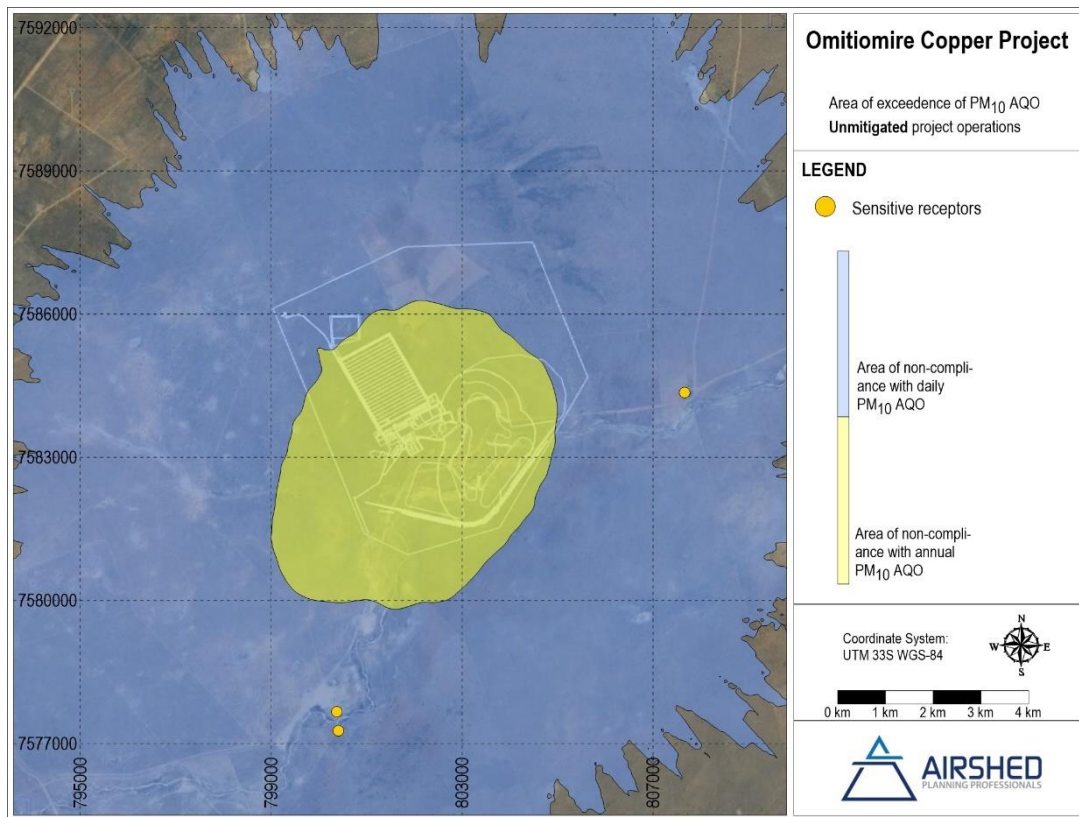 7592000
7589000
7586000
7583000
7580000
7577000
795000
799000
803000
807000
Omitiomire Copper Project
Area of exceedence of PM10 AQO
Unmitigated project operations
LEGEND
Sensitive receptors
Area of non-compli-
ance with daily
PM10 AQO
Area of non-compli-
ance with annual
PM10 AQO
Coordinate System:
UTM 33S WGS-84
N
W E
S
0 km 1 km 2 km 3 km 4 km
AIRSHED
PLANNING PROFESSIONALS